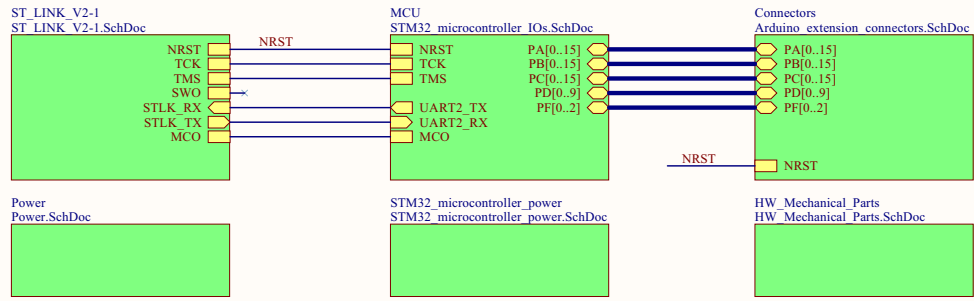 ST_LINK_V2-1
ST_LINK_V2-1.SchDoc
NRST
TCK
TMS
SWO
STLK_RX
STLK_TX
MCO
NRST
MCU
STM32_microcontroller_IOs.SchDoc
NRST
TCK
TMS
UART2_TX
UART2_RX
MCO
PA[0..15]
PB[0..15]
PC[0..15]
PD[0..9]
PF[0..2]
Connectors
Arduino_extension_connectors.SchDoc
PA[0..15]
PB[0..15]
PC[0..15]
PD[0..9]
PF[0..2]
NRST
NRST
Power
Power.SchDoc
STM32_microcontroller_power
STM32_microcontroller_power.SchDoc
HW_Mechanical_Parts
HW_Mechanical_Parts.SchDoc